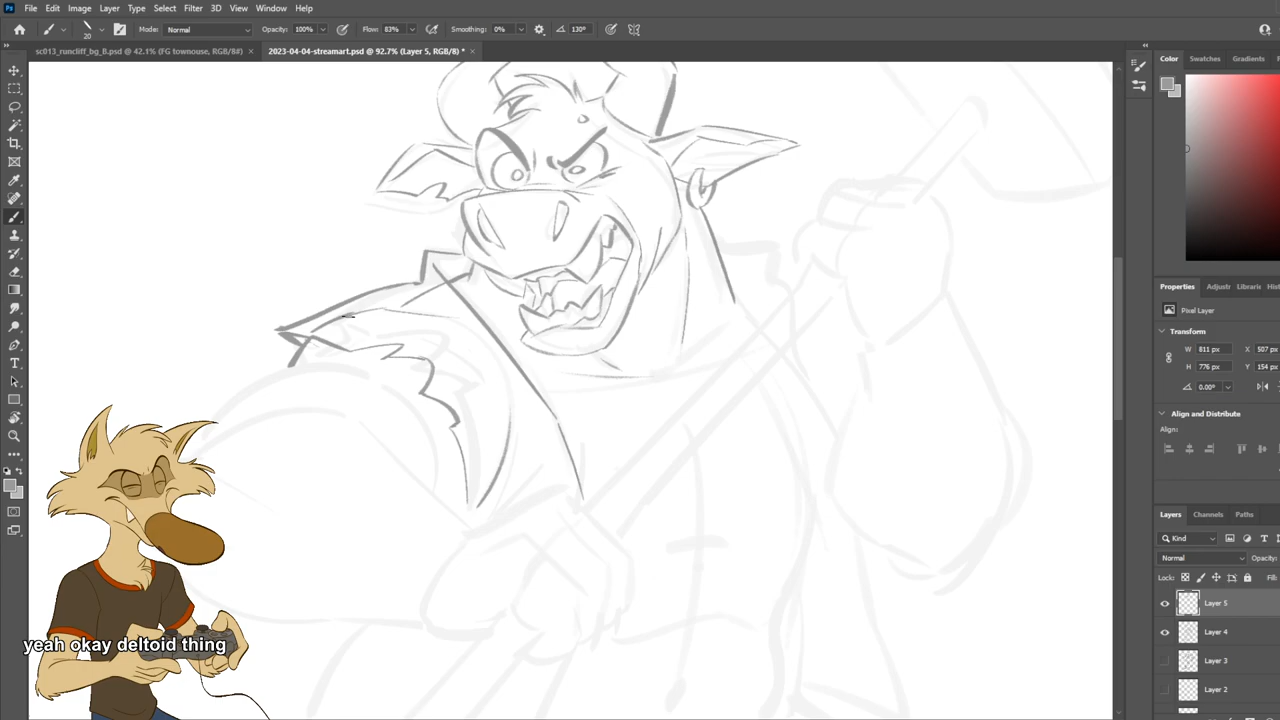 Ps File Edit Image Layer Type Select Filter 3D View Window Help
20 Mode: Normal Opacity: 100% Flow: 83% Smoothing: 0% 130°
sc013_runcliff_bg_B.psd @ 42.1% (FG townouse, RGB/8#) × 2023-04-04-streamart.psd @ 92.7% (Layer 5, RGB/8#) * ×
Color Swatches Gradients
Properties Adjustr Libraris
Pixel Layer
Transform
W 811 px X 507 px
H 776 px Y 154 px
0.00°
Align and Distribute
Align:
Layers Channels Paths
Kind
Normal Opacity:
Lock: Fill:
Layer 5
Layer 4
Layer 3
Layer 2
yeah okay deltoid thing